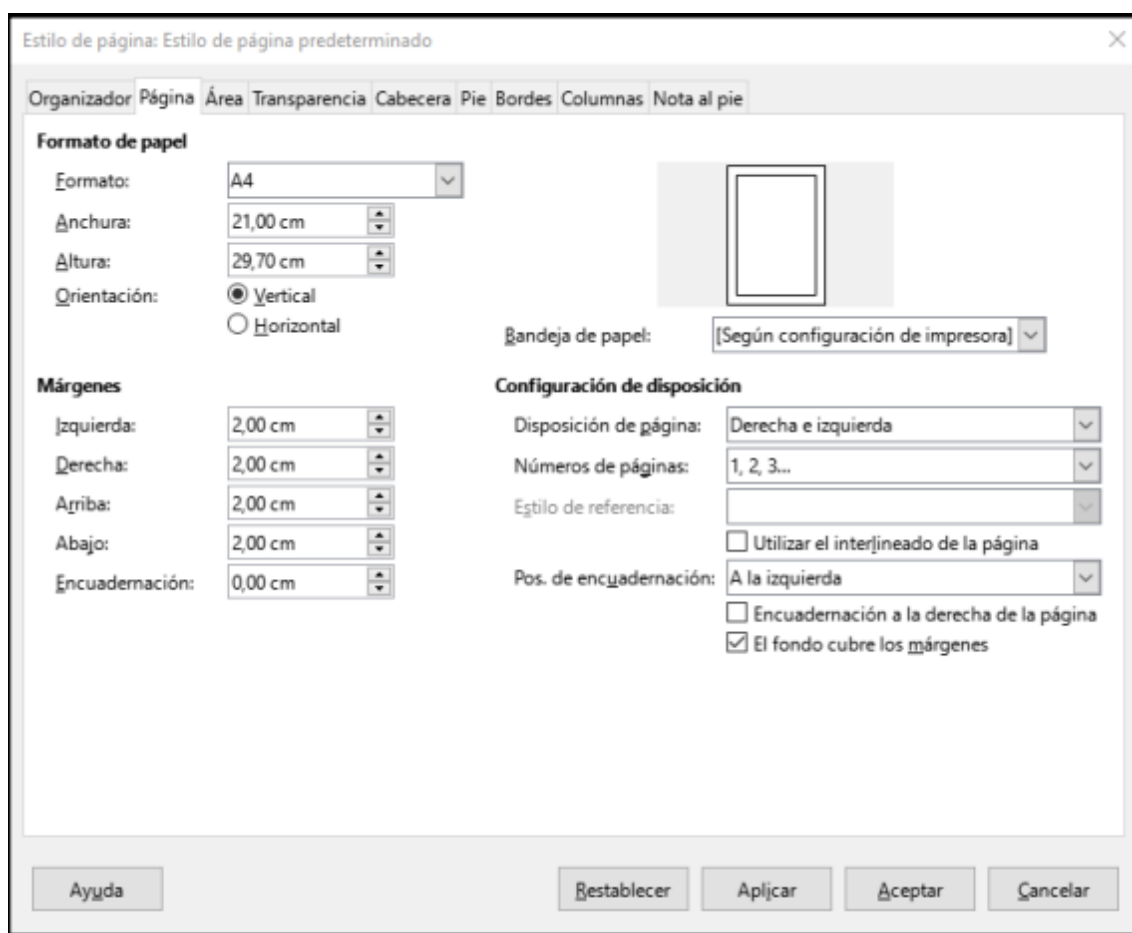 Estilo de página: Estilo de página predeterminado
Organizador Página Área Transparencia Cabecera Pie Bordes Columnas Nota al pie
Formato de papel
Formato: A4
Anchura: 21,00 cm
Altura: 29,70 cm
Orientación: Vertical
Horizontal
Bandeja de papel: [Según configuración de impresora]
Márgenes
Izquierda: 2,00 cm
Derecha: 2,00 cm
Arriba: 2,00 cm
Abajo: 2,00 cm
Encuadernación: 0,00 cm
Configuración de disposición
Disposición de página: Derecha e izquierda
Números de páginas: 1, 2, 3...
Estilo de referencia:
Utilizar el interlineado de la página
Pos. de encuadernación: A la izquierda
Encuadernación a la derecha de la página
El fondo cubre los márgenes
Ayuda Restablecer Aplicar Aceptar Cancelar